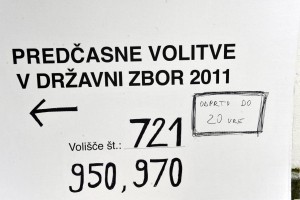 PREDČASNE VOLITVE
V DRŽAVNI ZBOR 2011
ODPRTO DO
20 URE
Volišče št.: 721
950, 970